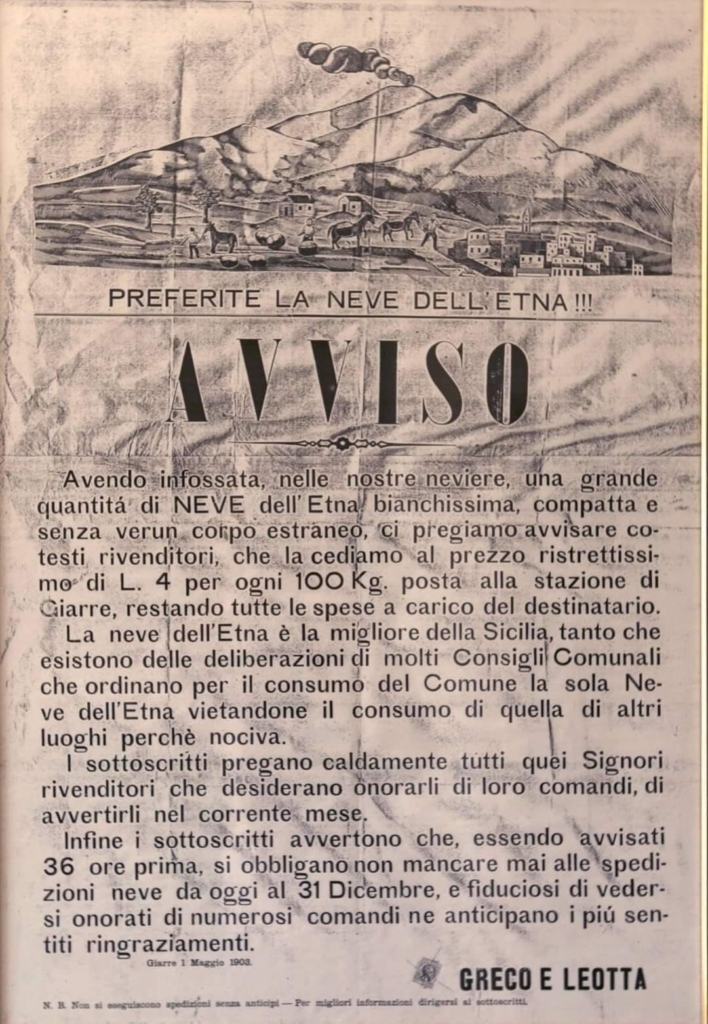 PREFERITE LA NEVE DELL'ETNA !!!
AVVISO
Avendo infossata, nelle nostre neviere, una grande
quantitá di NEVE dell'Etna bianchissima, compatta e
senza verun corpo estraneo, ci pregiamo avvisare co-
testi rivenditori, che la cediamo al prezzo ristrettissi-
mo di L. 4 per ogni 100 Kg. posta alla stazione di
Giarre, restando tutte le spese a carico del destinatario.
La neve dell'Etna è la migliore della Sicilia, tanto che
esistono delle deliberazioni di molti Consigli Comunali
che ordinano per il consumo del Comune la sola Ne-
ve dell'Etna vietandone il consumo di quella di altri
luoghi perchè nociva.
I sottoscritti pregano caldamente tutti quei Signori
rivenditori che desiderano onorarli di loro comandi, di
avvertirli nel corrente mese.
Infine i sottoscritti avvertono che, essendo avvisati
36 ore prima, si obbligano non mancare mai alle spedi-
zioni neve da oggi al 31 Dicembre, e fiduciosi di veder-
si onorati di numerosi comandi ne anticipano i piú sen-
titi ringraziamenti.
Giarre 1 Maggio 1903.
GRECO E LEOTTA
N. B. Non si eseguiscono spedizioni senza anticipi — Per migliori informazioni dirigersi ai sottoscritti.